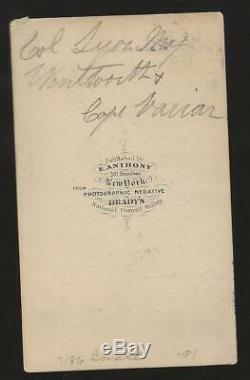 Col Lyon Maj
Wentworth &
Capt Varian
Published by
E. ANTHONY
501 Broadway
New York
FROM PHOTOGRAPHIC NEGATIVE
BRADY'S
National Portrait Gallery
7186